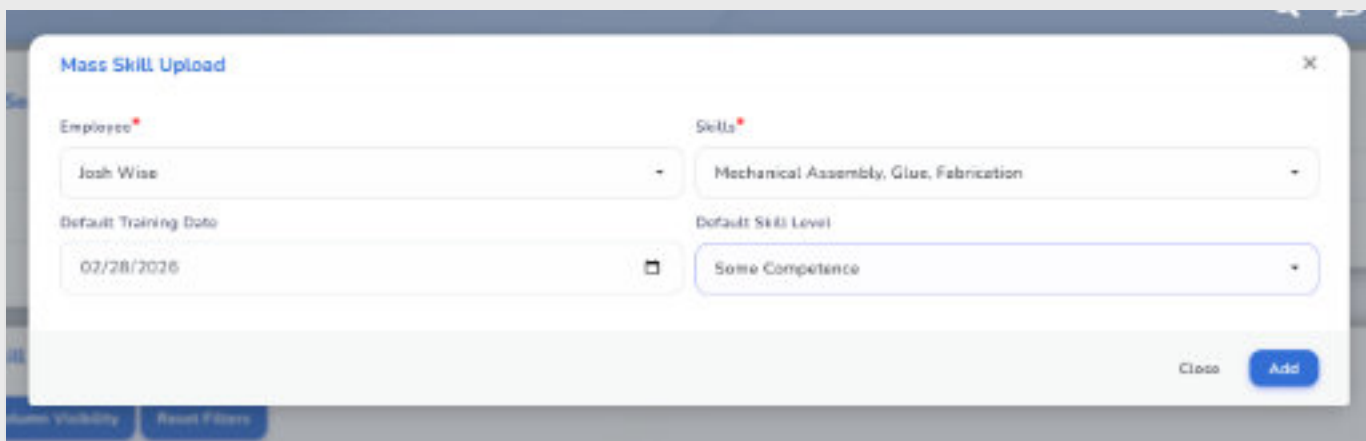 Mass Skill Upload
Employee*
Skills*
Josh Wise
Mechanical Assembly, Glue, Fabrication
Default Training Date
Default Skill Level
02/28/2026
Some Competence
Close
Add
Visibility
Reset Filters